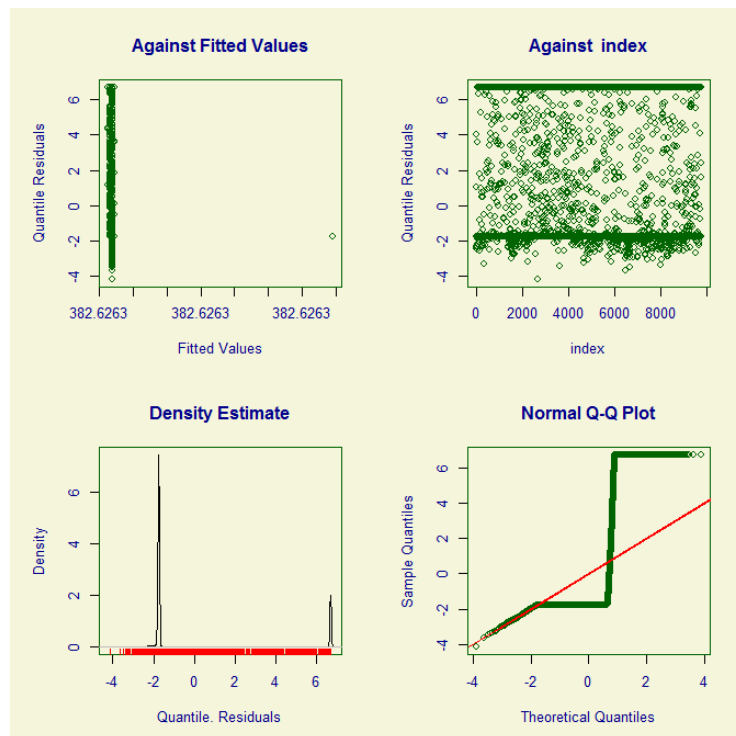 Against Fitted Values
Quantile Residuals
-4 -2 0 2 4 6
382.6263 382.6263 382.6263
Fitted Values
Against index
Quantile Residuals
-4 -2 0 2 4 6
0 2000 4000 6000 8000
index
Density Estimate
Density
0 2 4 6
-4 -2 0 2 4 6
Quantile. Residuals
Normal Q-Q Plot
Sample Quantiles
-4 -2 0 2 4 6
-4 -2 0 2 4
Theoretical Quantiles